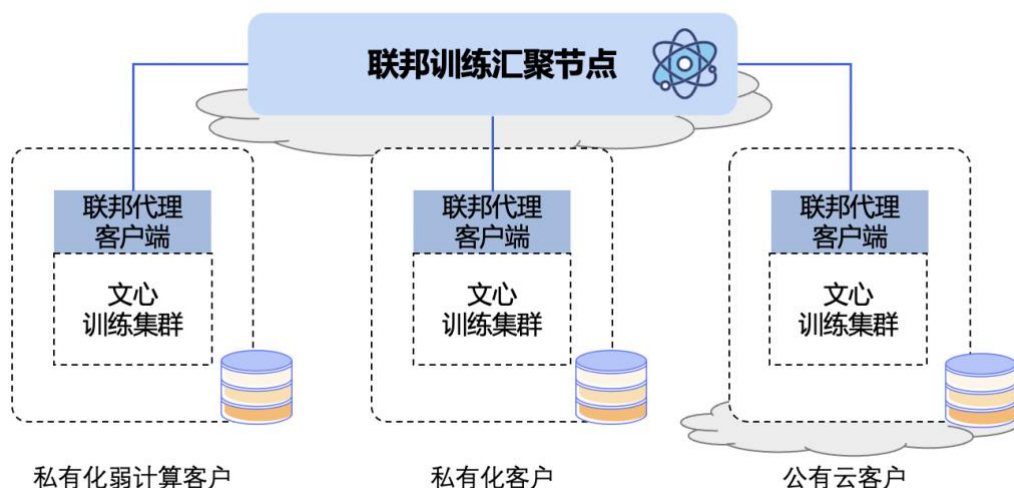 联邦训练汇聚节点
联邦代理
客户端
文心
训练集群
联邦代理
客户端
文心
训练集群
联邦代理
客户端
文心
训练集群
私有化弱计算客户
私有化客户
公有云客户